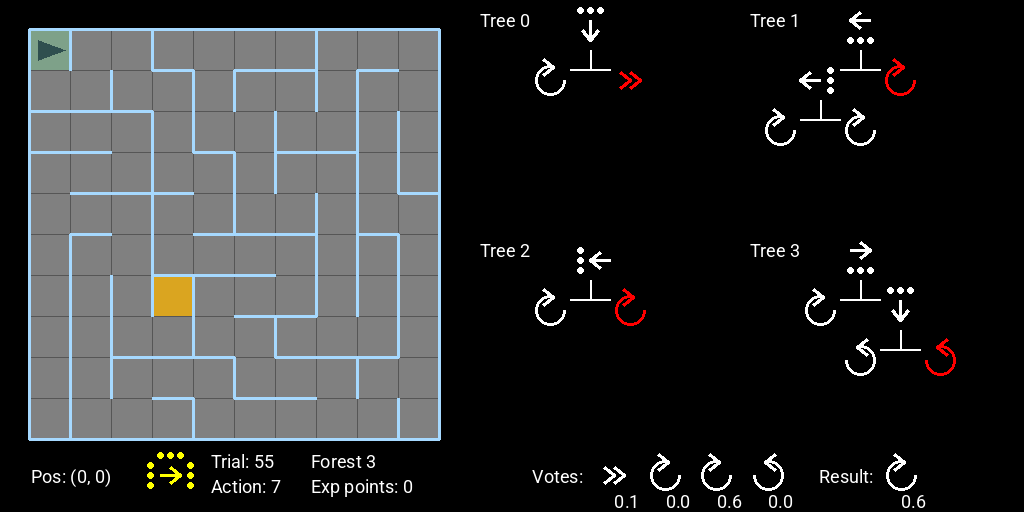 Tree 0
Tree 1
Tree 2
Tree 3
Pos: (0, 0)
Trial: 55
Action: 7
Forest 3
Exp points: 0
Votes:
0.1
0.0
0.6
0.0
Result:
0.6